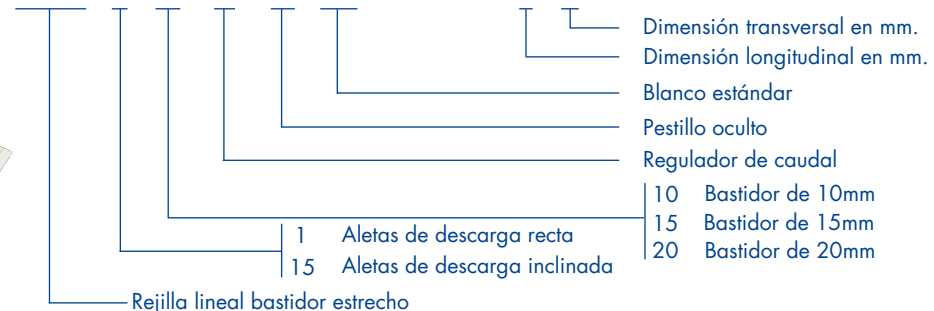 Dimensión transversal en mm.
Dimensión longitudinal en mm.
Blanco estándar
Pestillo oculto
Regulador de caudal
10 Bastidor de 10mm
15 Bastidor de 15mm
20 Bastidor de 20mm
1 Aletas de descarga recta
15 Aletas de descarga inclinada
Rejilla lineal bastidor estrecho